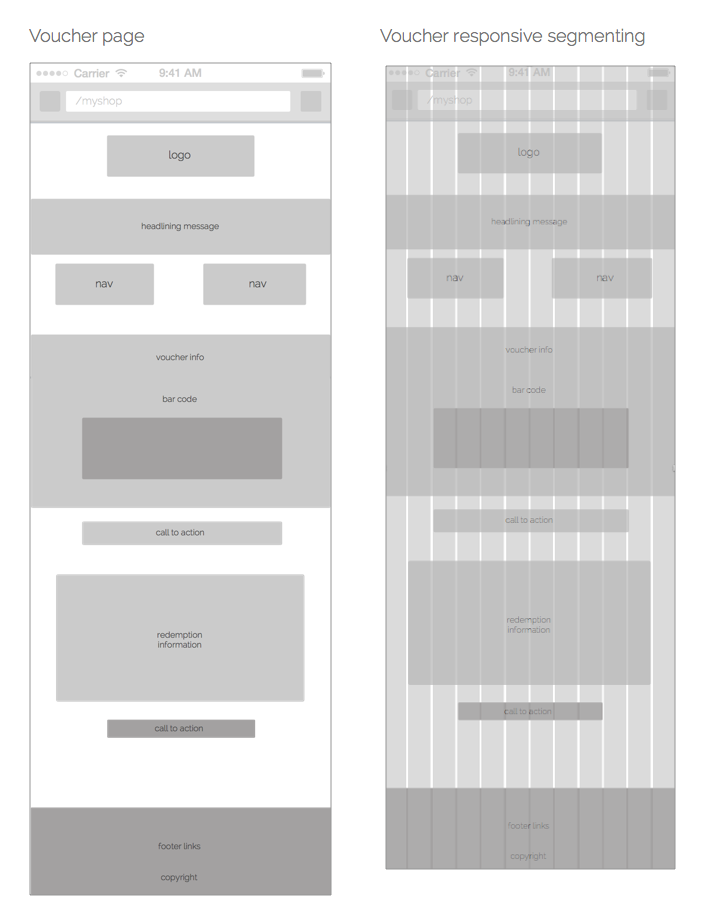 Voucher page
Carrier 9:41 AM
/myshop
logo
headlining message
nav nav
voucher info
bar code
call to action
redemption
information
call to action
footer links
copyright
Voucher responsive segmenting
Carrier 9:41 AM
/myshop
logo
headlining message
nav nav
voucher info
bar code
call to action
redemption
information
call to action
footer links
copyright